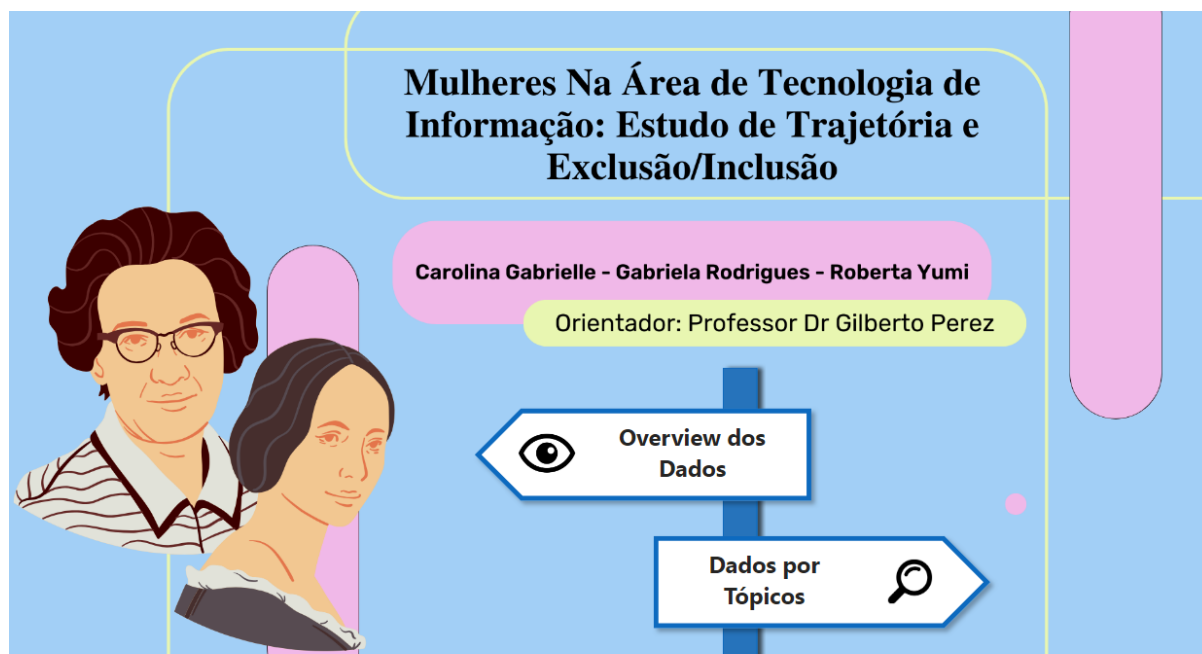 Mulheres Na Área de Tecnologia de
Informação: Estudo de Trajetória e
Exclusão/Inclusão
Carolina Gabrielle - Gabriela Rodrigues - Roberta Yumi
Orientador: Professor Dr Gilberto Perez
Overview dos
Dados
Dados por
Tópicos